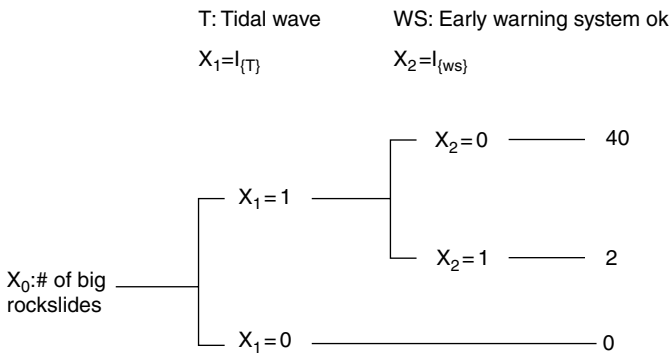 T: Tidal wave
WS: Early warning system ok
X₁=I{T}
X₂=I{ws}
X₂=0
40
X₁=1
X₂=1
2
X₀:# of big
rockslides
X₁=0
0